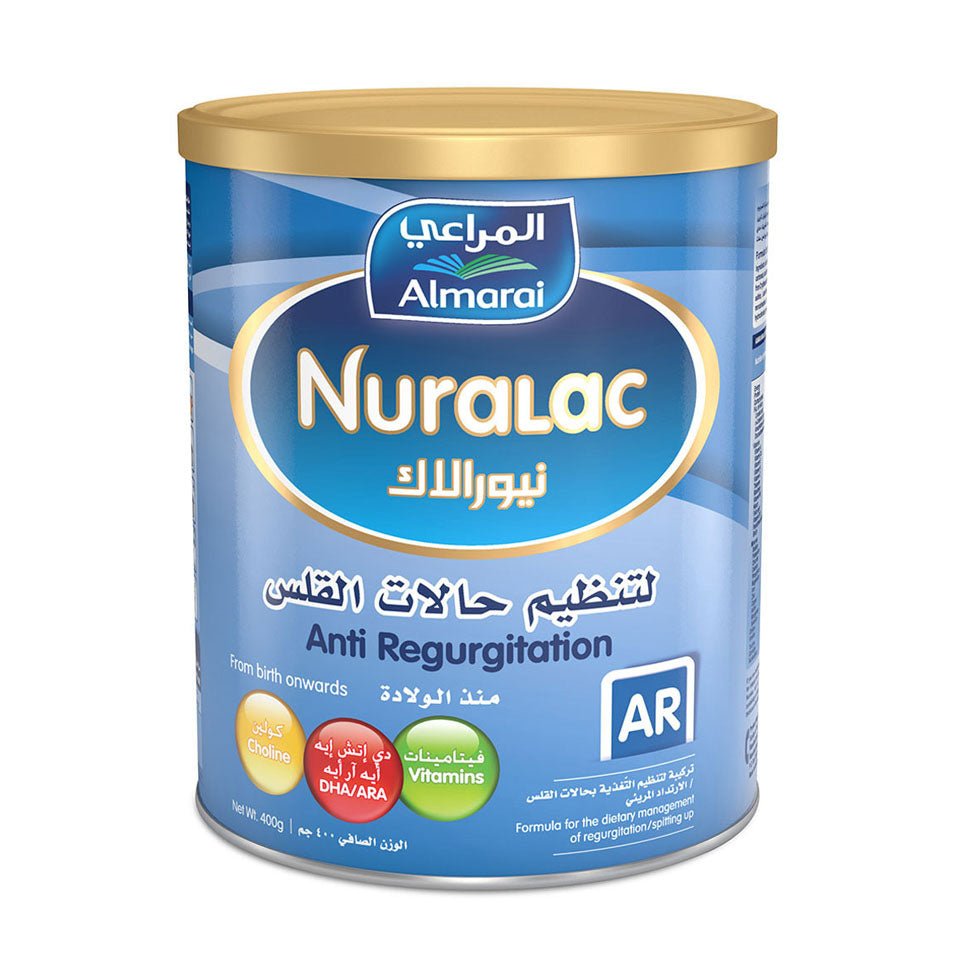 المراعي
Almarai
NURALAC
نيورالاك
لتنظيم حالات القلس
Anti Regurgitation
From birth onwards
منذ الولادة
كولين
Choline
دي إتش إيه
أيه آر أيه
DHA/ARA
فيتامينات
Vitamins
AR
تركيبة لتنظيم التغذية بحالات القلس
/ الارتداد المريئي
Formula for the dietary management
of regurgitation/spitting up
Net Wt. 400g | الوزن الصافي ٤٠٠ جم